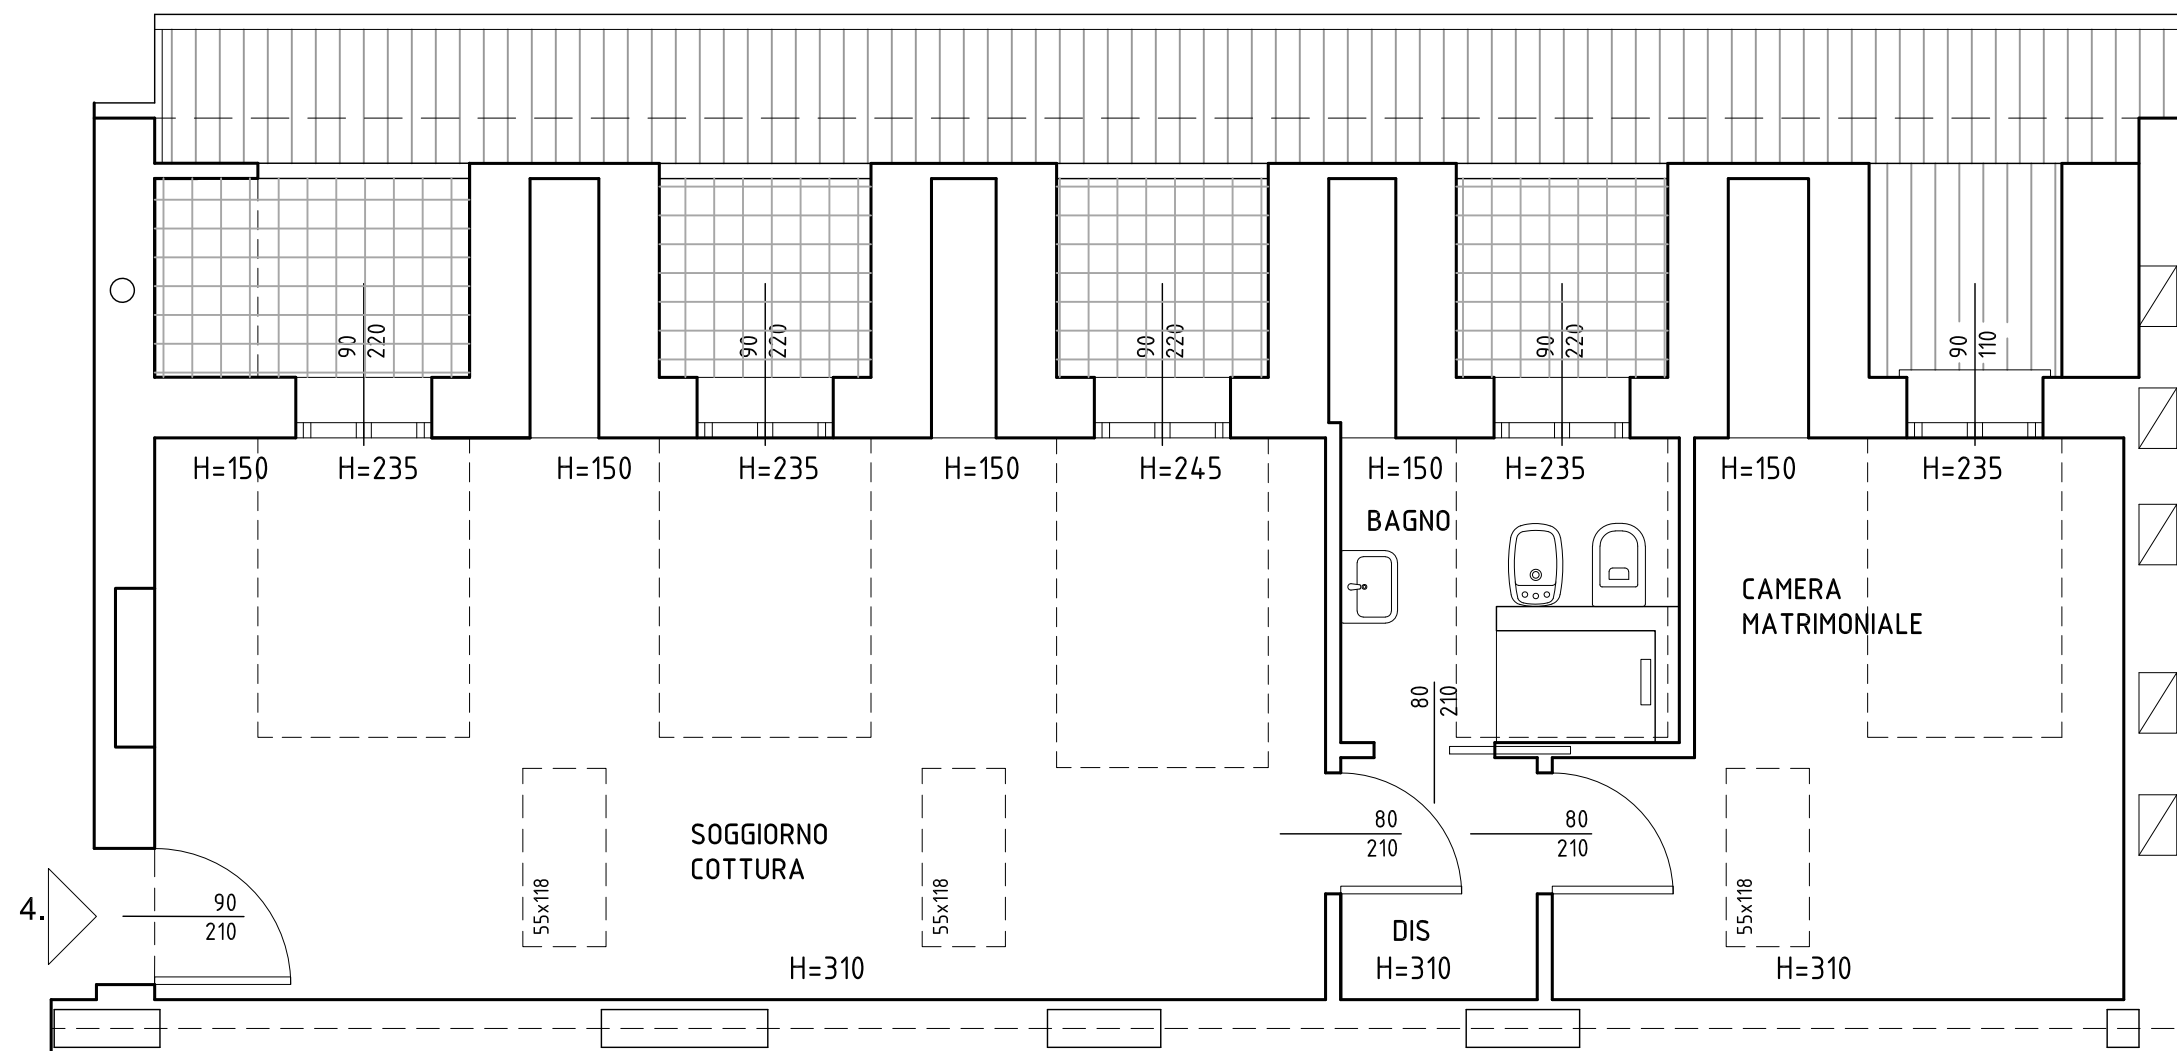 90
220
90
220
90
220
90
220
90
110
H=150
H=235
H=150
H=235
H=150
H=245
H=150
H=235
H=150
H=235
BAGNO
CAMERA
MATRIMONIALE
80
210
SOGGIORNO
COTTURA
80
210
80
210
4.
90
210
55x118
55x118
55x118
DIS
H=310
H=310
H=310